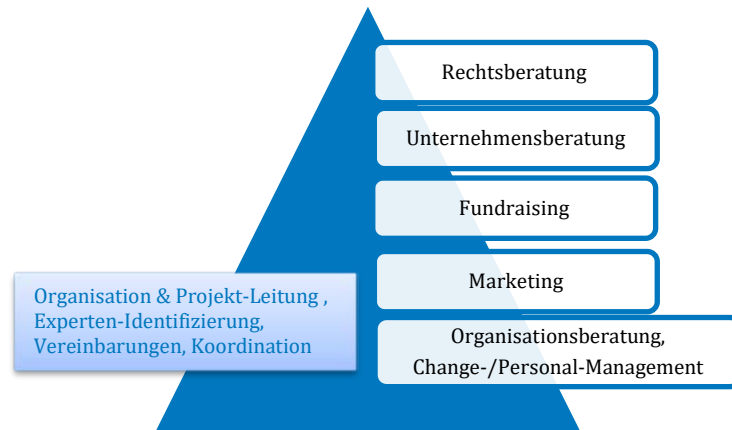 Rechtsberatung
Unternehmensberatung
Fundraising
Marketing
Organisation & Projekt-Leitung ,
Experten-Identifizierung,
Vereinbarungen, Koordination
Organisationsberatung,
Change-/Personal-Management